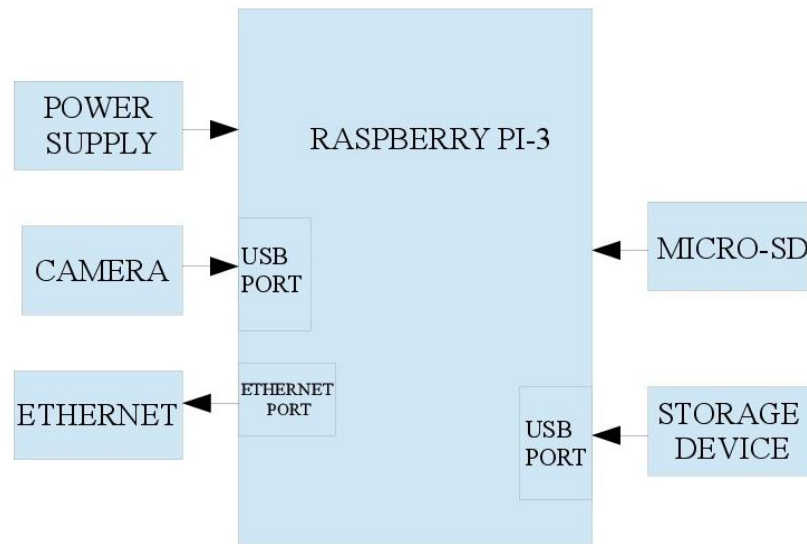 POWER
SUPPLY
RASPBERRY PI-3
CAMERA
USB
PORT
MICRO-SD
ETHERNET
ETHERNET
PORT
USB
PORT
STORAGE
DEVICE